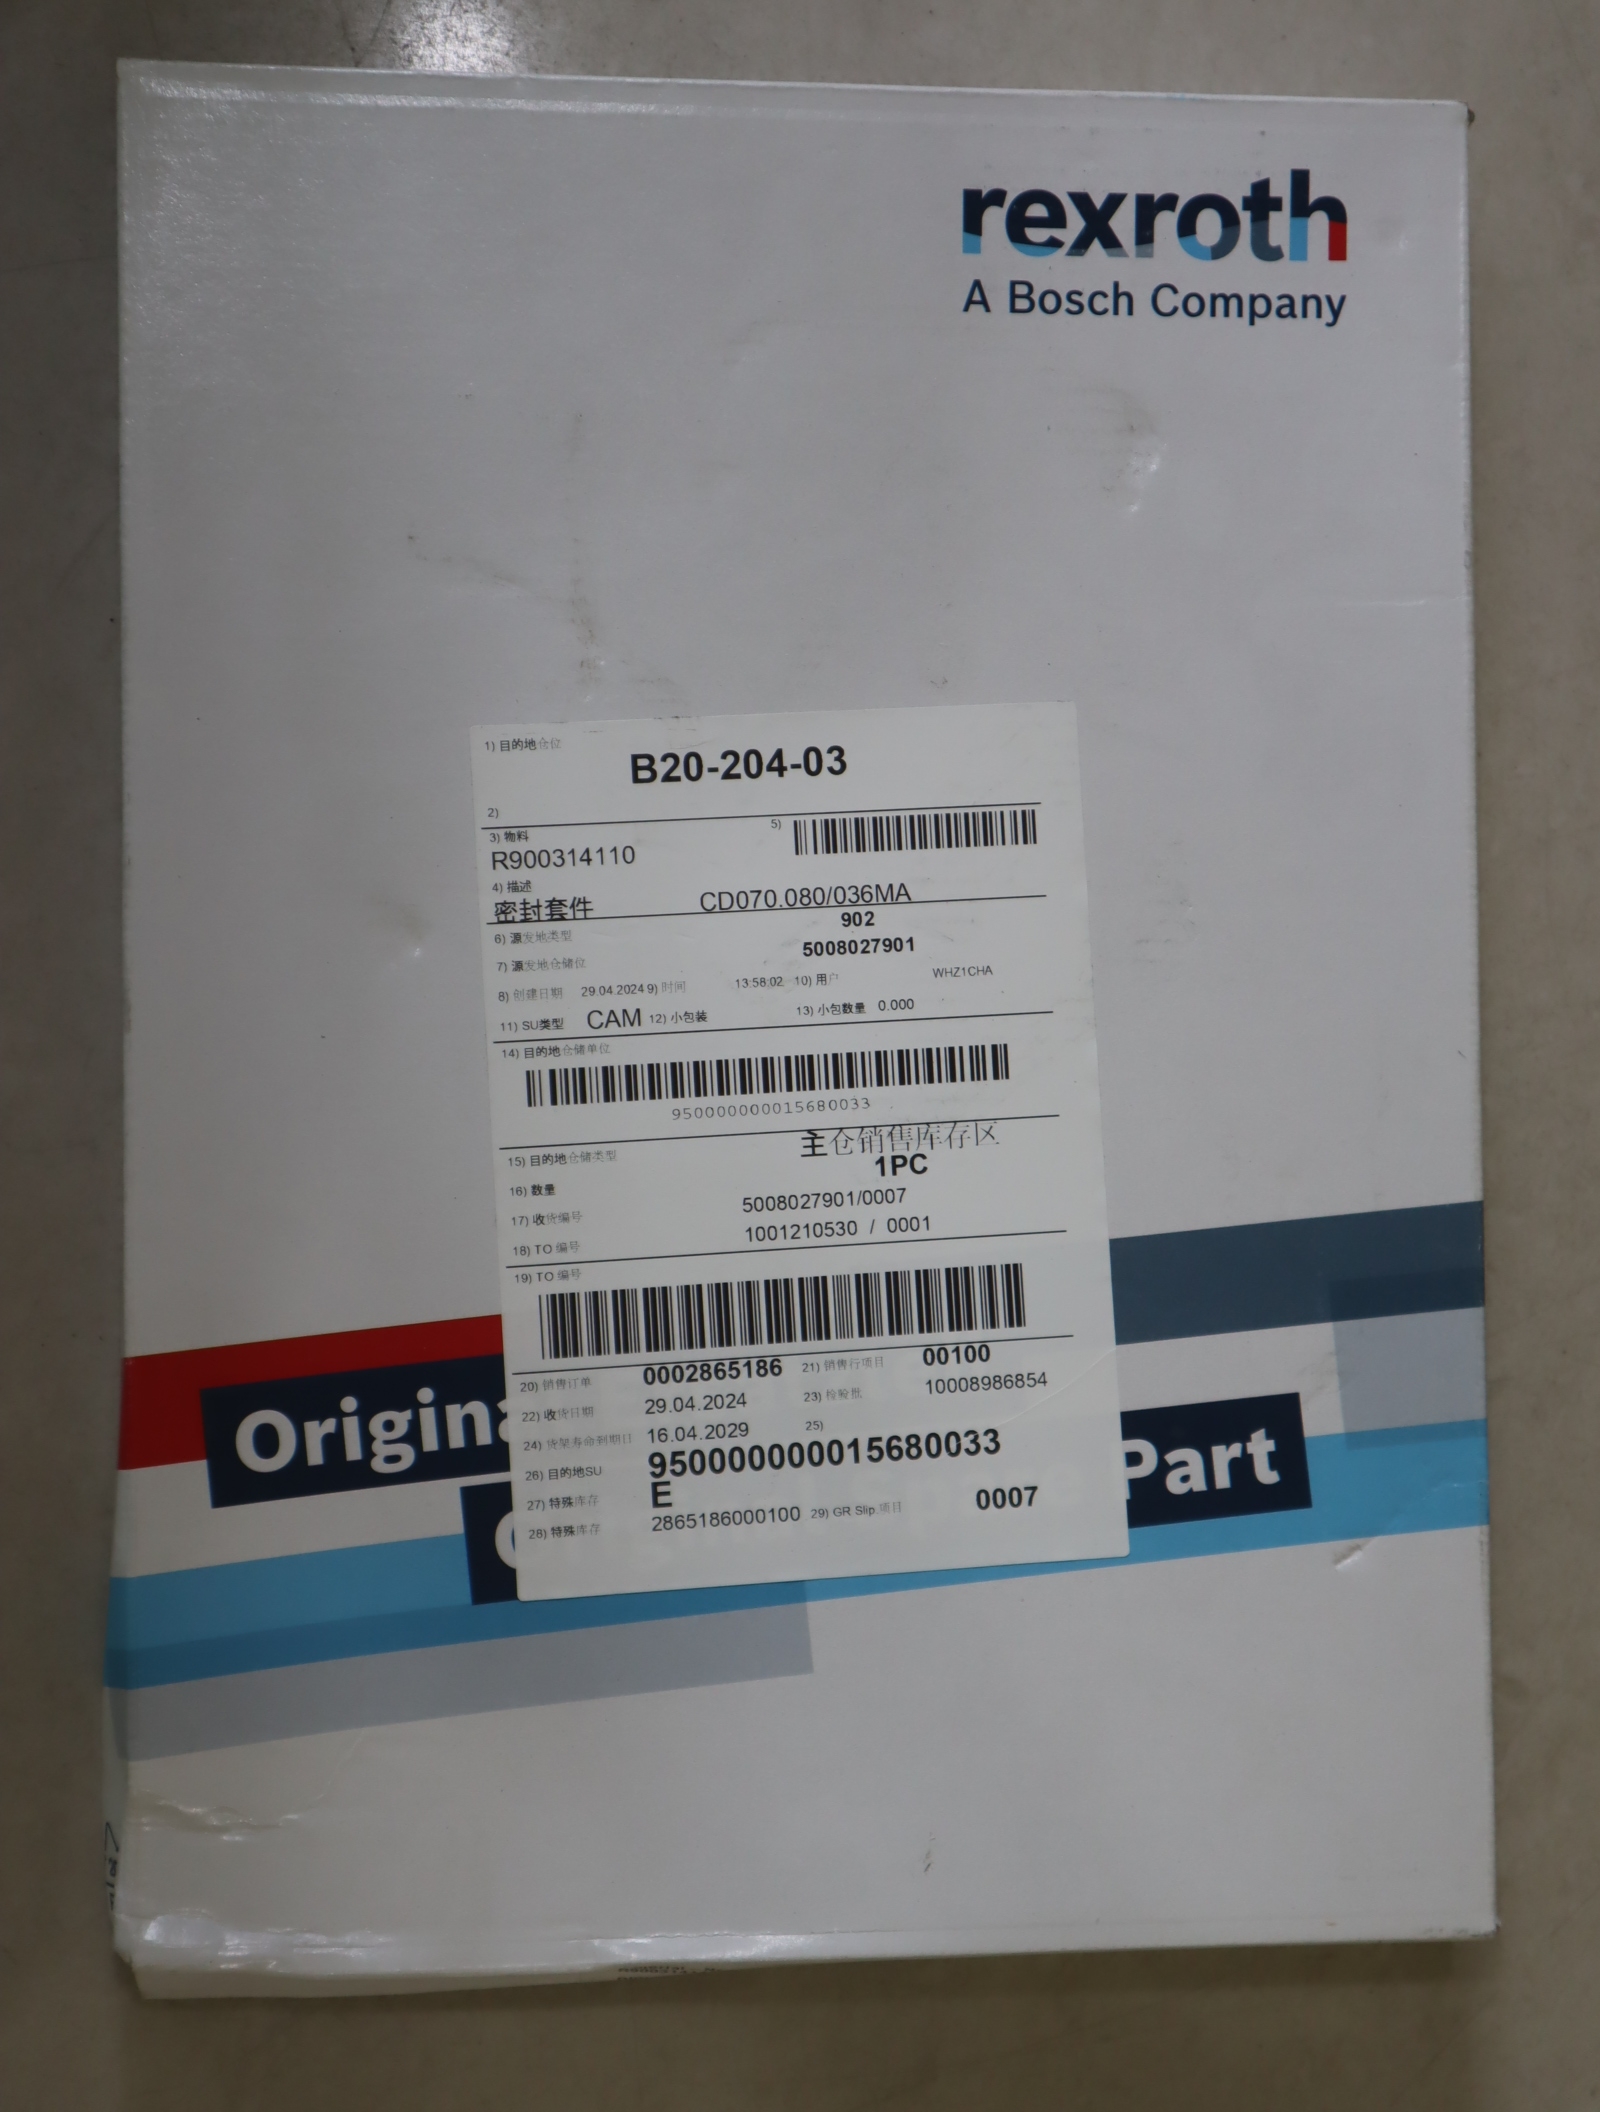 rexroth
A Bosch Company
1) 目的地仓位
B20-204-03
2)
3) 物料
5)
R900314110
4) 描述
密封套件 CD070.080/036MA
6) 源发地类型 902
7) 源发地仓储位 5008027901
8) 创建日期 29.04.2024 9) 时间 13:58:02 10) 用户 WHZ1CHA
11) SU类型 CAM 12) 小包装 13) 小包数量 0.000
14) 目的地仓储单位
950000000015680033
15) 目的地仓储类型 主仓销售库存区
16) 数量 1PC
17) 收货编号 5008027901/0007
18) TO 编号 1001210530 / 0001
19) TO 编号
20) 销售订单 0002865186 21) 销售行项目 00100
22) 收货日期 29.04.2024 23) 检验批 10008986854
24) 货架寿命到期日 16.04.2029 25)
26) 目的地SU 950000000015680033
27) 特殊库存 E
28) 特殊库存 2865186000100 29) GR Slip.项目 0007
Origin
Part